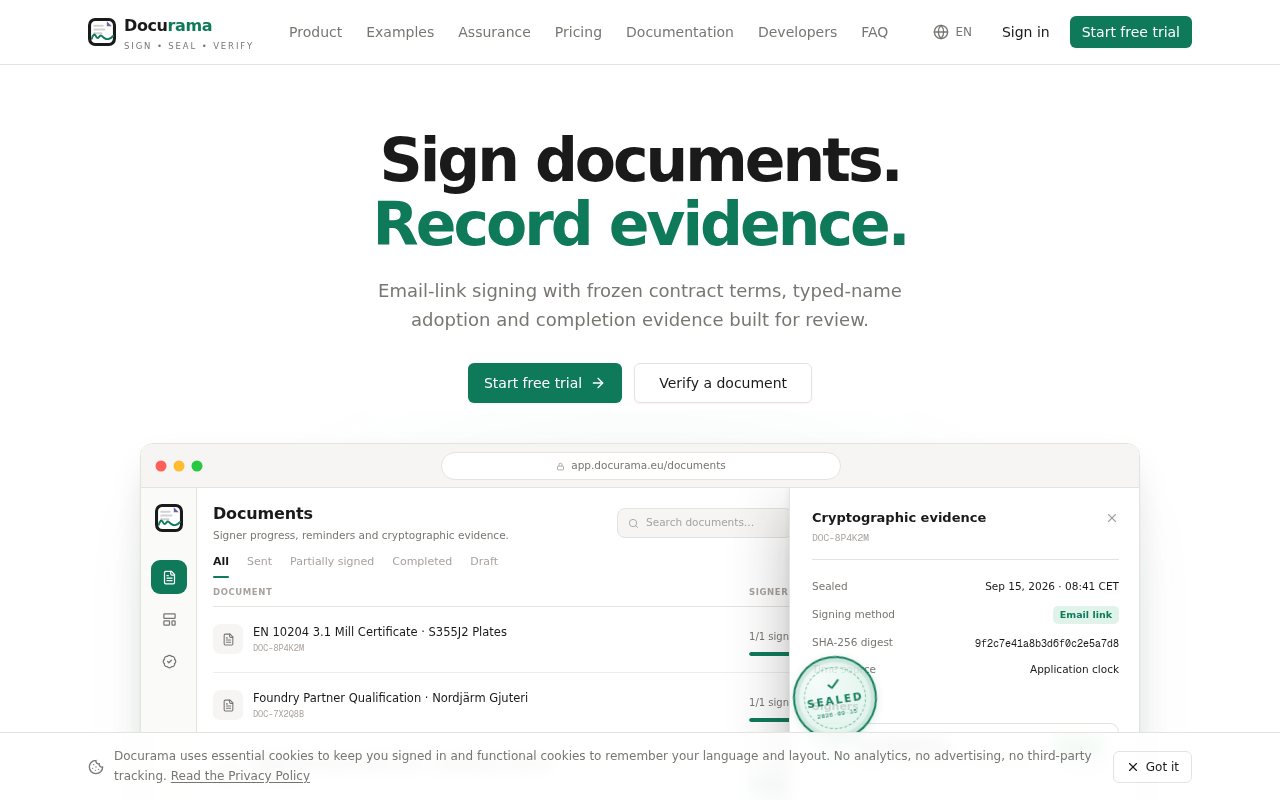 Docurama
SIGN • SEAL • VERIFY
Product
Examples
Assurance
Pricing
Documentation
Developers
FAQ
EN
Sign in
Start free trial
Sign documents.
Record evidence.
Email-link signing with frozen contract terms, typed-name
adoption and completion evidence built for review.
Start free trial
Verify a document
app.docurama.eu/documents
Documents
Signer progress, reminders and cryptographic evidence.
Search documents...
All
Sent
Partially signed
Completed
Draft
DOCUMENT
SIGNER
EN 10204 3.1 Mill Certificate · S355J2 Plates
DOC-8P4K2M
1/1 sign
Foundry Partner Qualification · Nordjärm Gjuteri
DOC-7X2Q8B
1/1 sign
Cryptographic evidence
DOC-8P4K2M
Sealed
Sep 15, 2026 · 08:41 CET
Signing method
Email link
SHA-256 digest
9f2c7e41a8b3d6f0c2e5a7d8
Application clock
SEALED
2026-09-15
Signers
Docurama uses essential cookies to keep you signed in and functional cookies to remember your language and layout. No analytics, no advertising, no third-party
tracking. Read the Privacy Policy
Got it